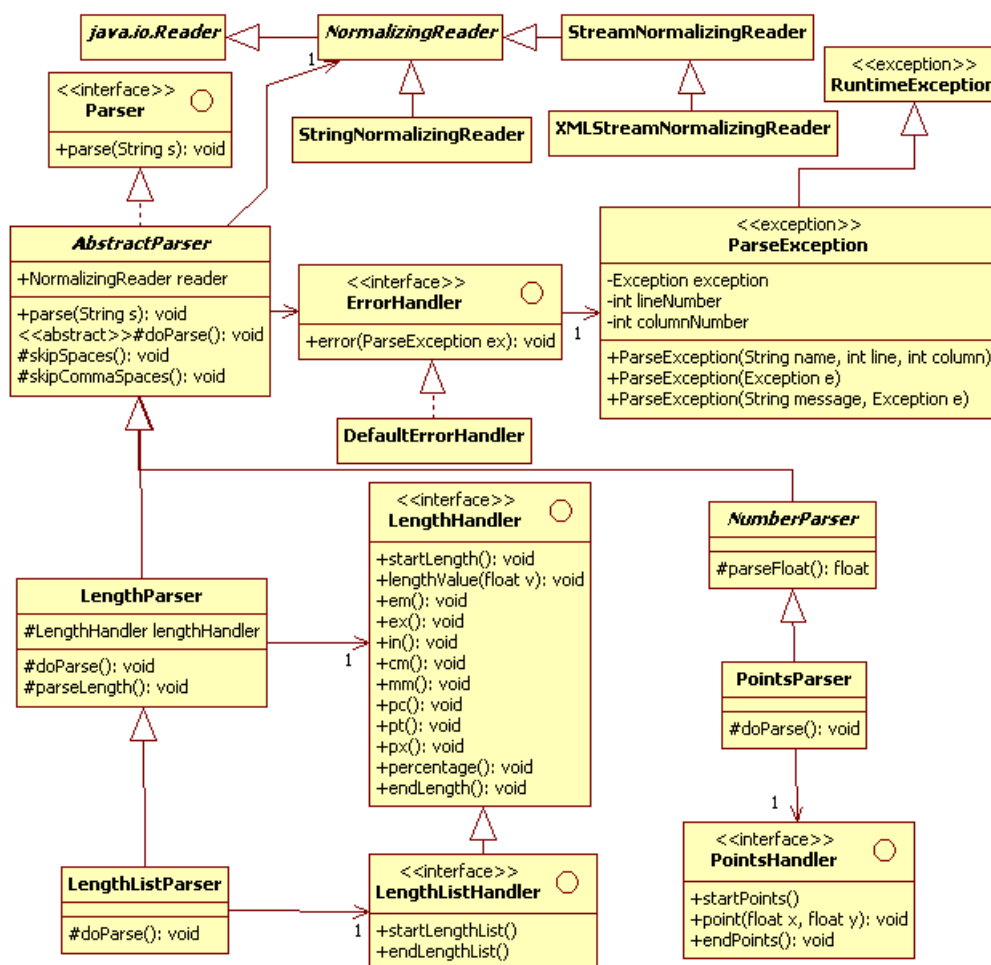 java.io.Reader
NormalizingReader
StreamNormalizingReader
1
<<exception>>
RuntimeException
<<interface>>
Parser
+parse(String s): void
StringNormalizingReader
XMLStreamNormalizingReader
AbstractParser
+NormalizingReader reader
+parse(String s): void
<<abstract>>#doParse(): void
#skipSpaces(): void
#skipCommaSpaces(): void
<<interface>>
ErrorHandler
+error(ParseException ex): void
1
<<exception>>
ParseException
-Exception exception
-int lineNumber
-int columnNumber
+ParseException(String name, int line, int column)
+ParseException(Exception e)
+ParseException(String message, Exception e)
DefaultErrorHandler
<<interface>>
LengthHandler
+startLength(): void
+lengthValue(float v): void
+em(): void
+ex(): void
+in(): void
+cm(): void
+mm(): void
+pc(): void
+pt(): void
+px(): void
+percentage(): void
+endLength(): void
NumberParser
#parseFloat(): float
LengthParser
#LengthHandler lengthHandler
#doParse(): void
#parseLength(): void
1
PointsParser
#doParse(): void
1
<<interface>>
PointsHandler
+startPoints()
+point(float x, float y): void
+endPoints(): void
LengthListParser
#doParse(): void
1
<<interface>>
LengthListHandler
+startLengthList()
+endLengthList()